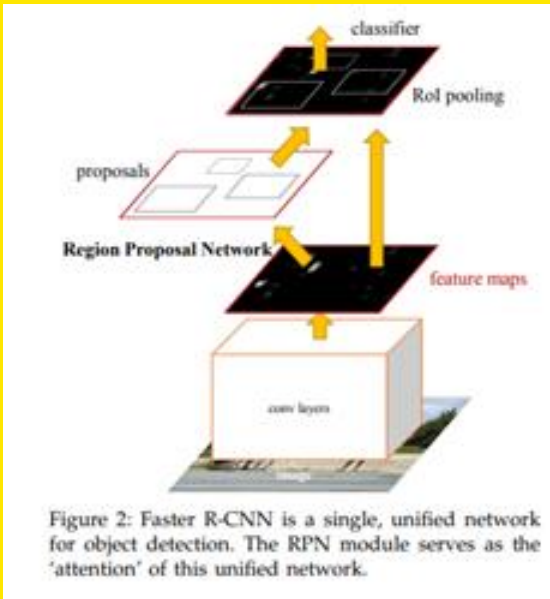 classifier
RoI pooling
proposals
Region Proposal Network
feature maps
conv layers
image
Figure 2: Faster R-CNN is a single, unified network
for object detection. The RPN module serves as the
‘attention’ of this unified network.